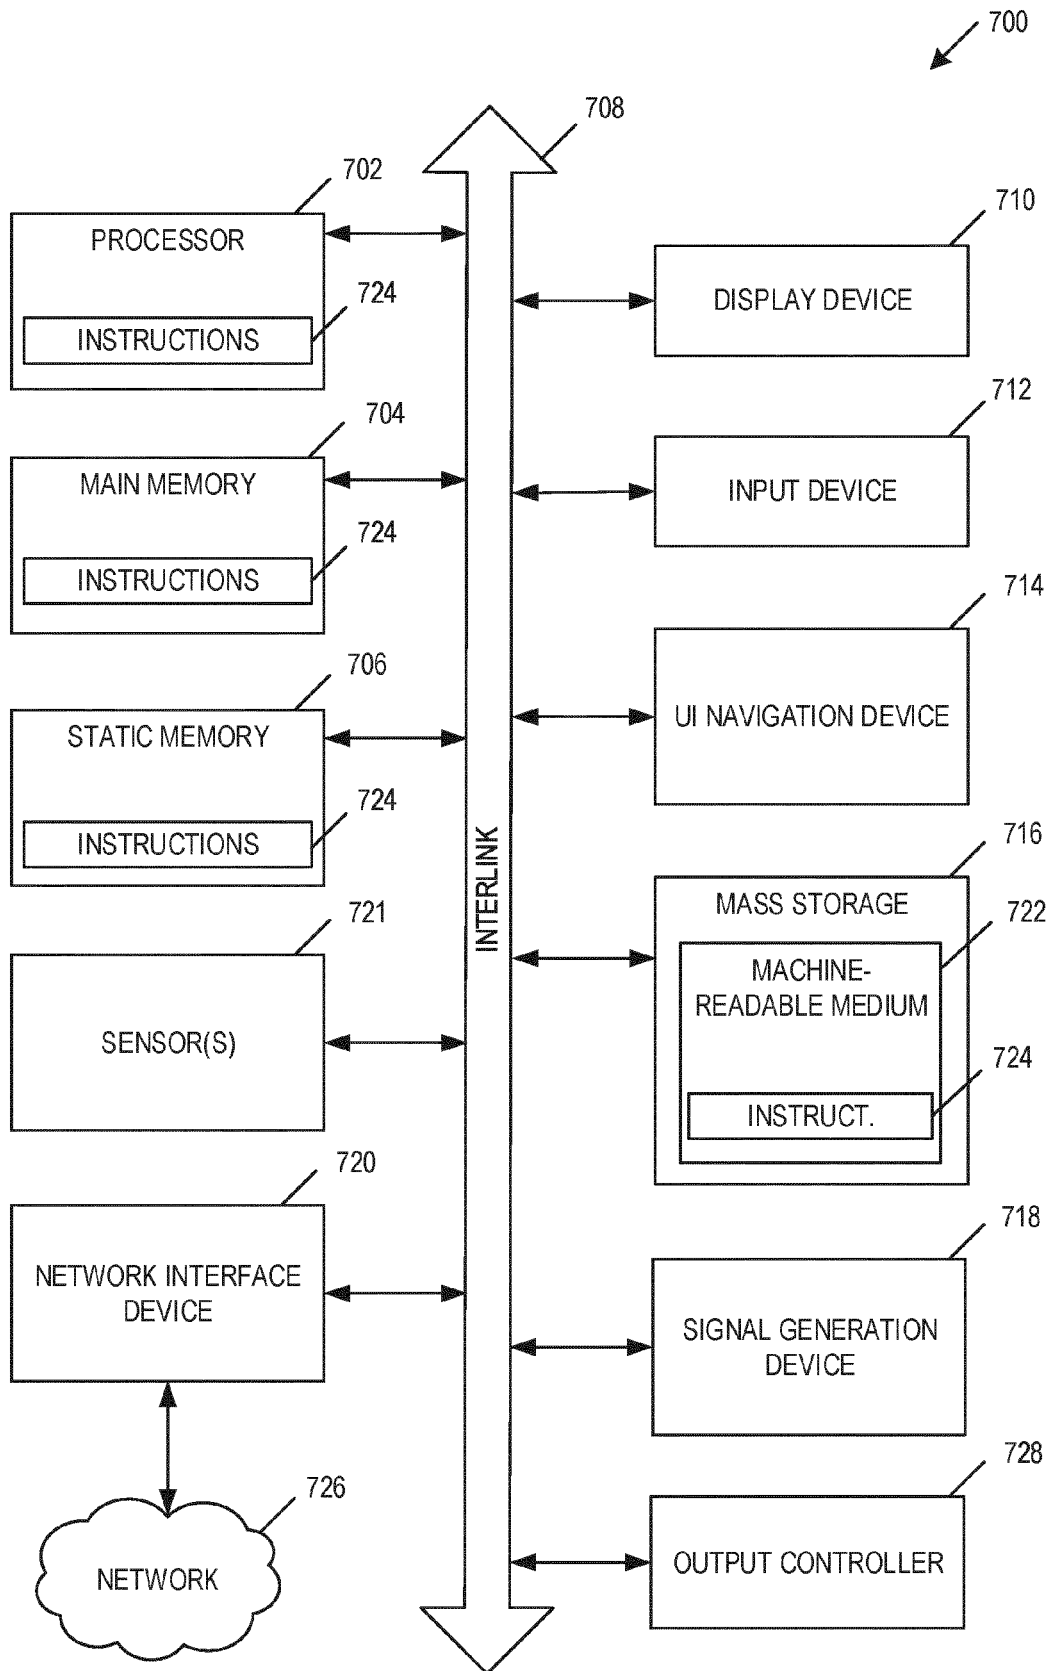 700
708
702
PROCESSOR
724
INSTRUCTIONS
704
MAIN MEMORY
724
INSTRUCTIONS
706
STATIC MEMORY
724
INSTRUCTIONS
721
SENSOR(S)
720
NETWORK INTERFACE
DEVICE
726
NETWORK
INTERLINK
710
DISPLAY DEVICE
712
INPUT DEVICE
714
UI NAVIGATION DEVICE
716
MASS STORAGE
722
MACHINE-
READABLE MEDIUM
724
INSTRUCT.
718
SIGNAL GENERATION
DEVICE
728
OUTPUT CONTROLLER